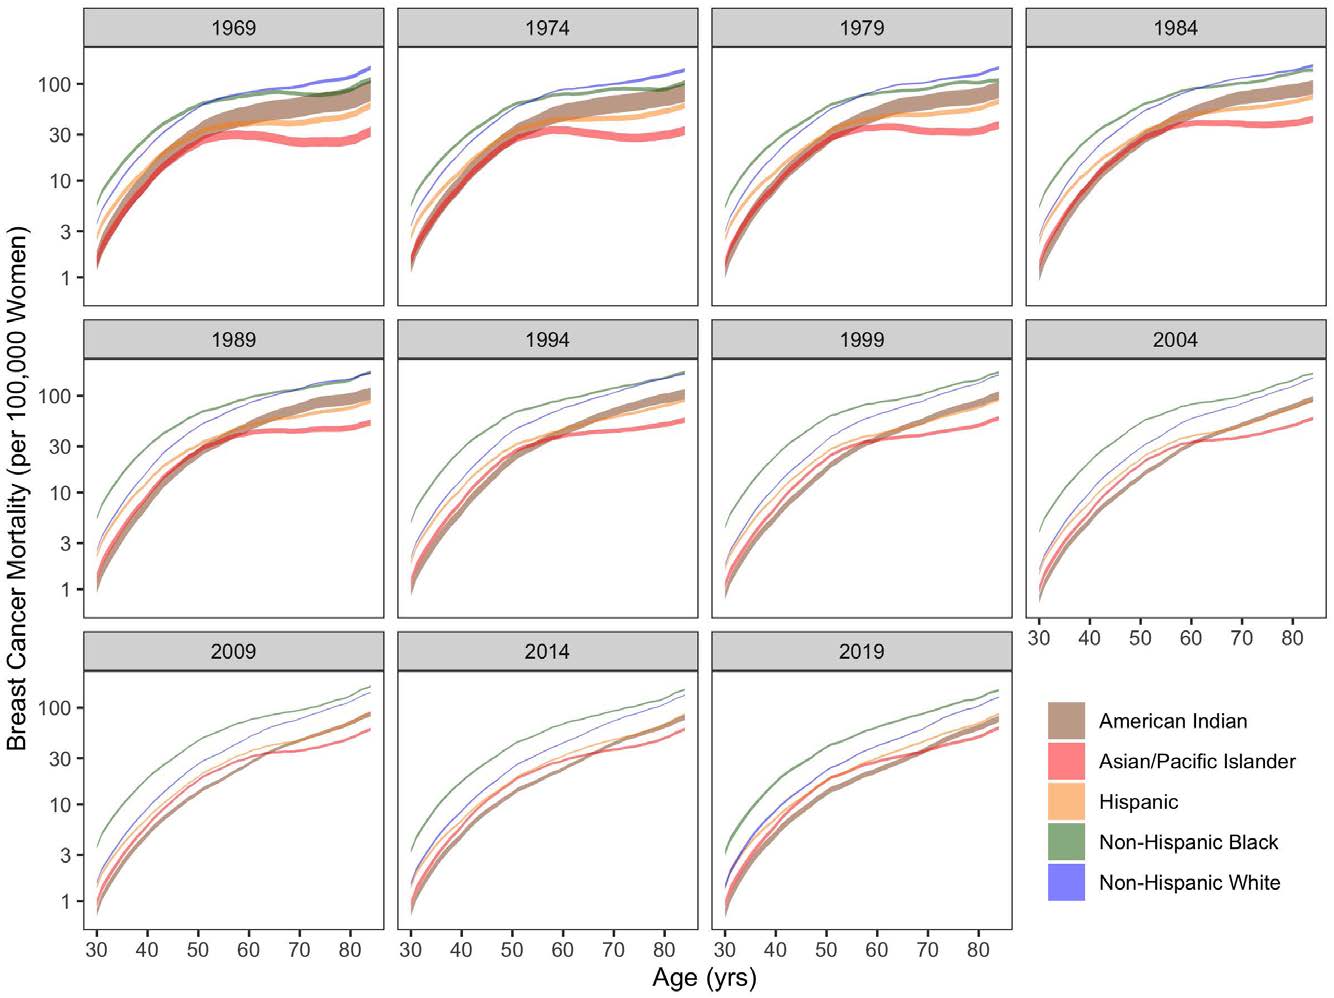 1969 1974 1979 1984
100
30
10
3
1
1989 1994 1999 2004
100
30
10
3
1
30 40 50 60 70 80
2009 2014 2019
100
30
10
3
1
30 40 50 60 70 80 30 40 50 60 70 80 30 40 50 60 70 80
Age (yrs)
Breast Cancer Mortality (per 100,000 Women)
American Indian
Asian/Pacific Islander
Hispanic
Non-Hispanic Black
Non-Hispanic White